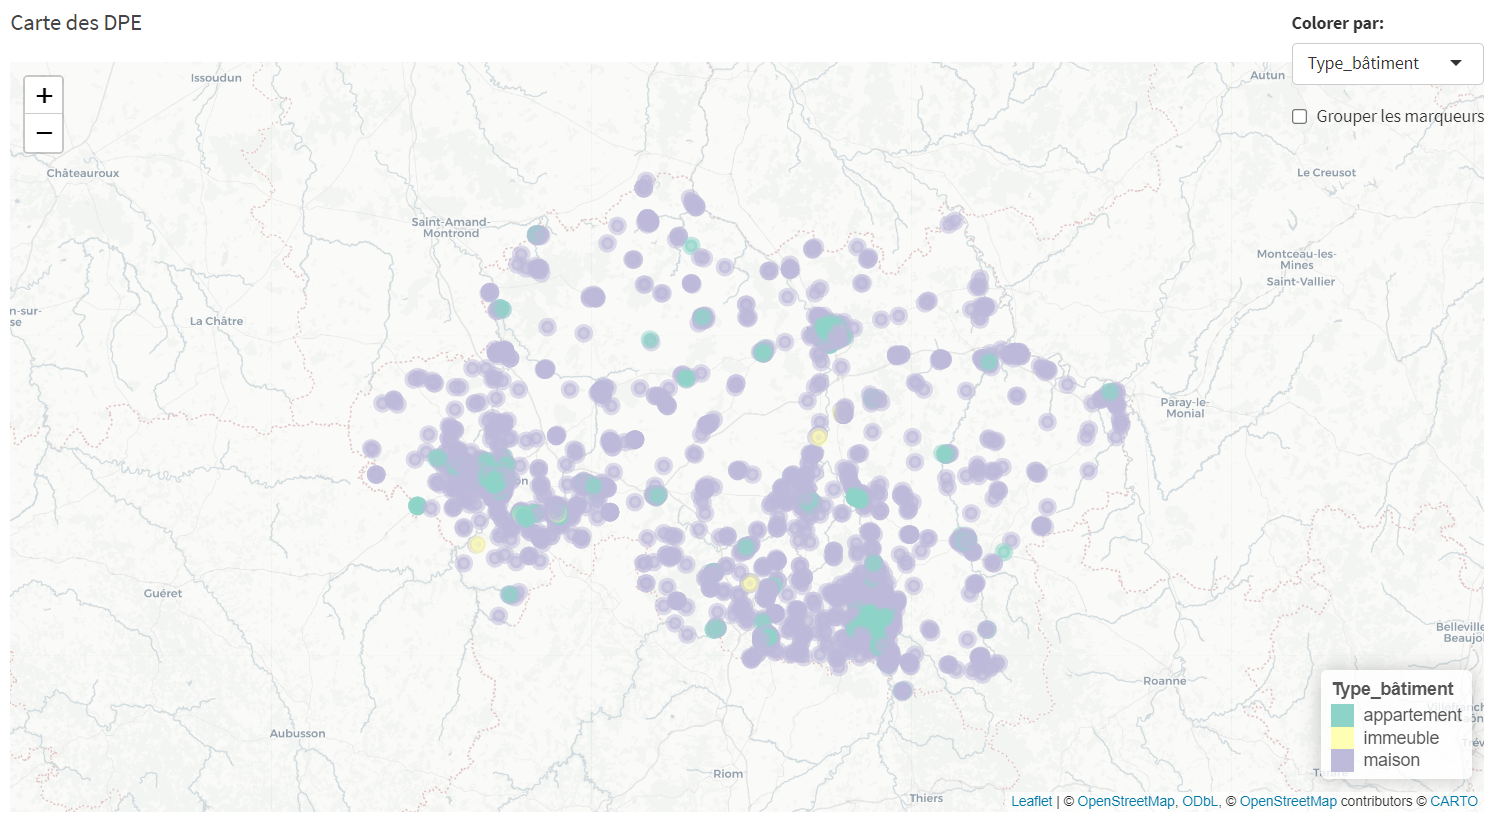 Carte des DPE
Colorer par:
Type_bâtiment
Grouper les marqueurs
+
−
Issoudun
Autun
Châteauroux
Le Creusot
Saint-Amand-
Montrond
Montceau-les-
Mines
Saint-Vallier
n-sur-
se
La Châtre
Paray-le-
Monial
on
Guéret
Belleville
Beaujo
Roanne
Aubusson
Riom
Thiers
Type_bâtiment
appartement
immeuble
maison
Leaflet | © OpenStreetMap, ODbL, © OpenStreetMap contributors © CARTO